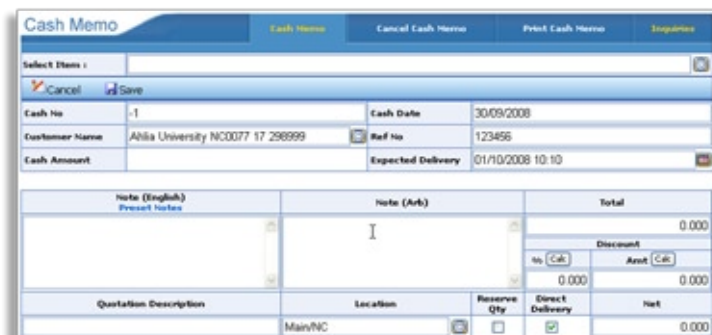 Cash Memo Cash Memo Cancel Cash Memo Print Cash Memo Inquiries
Select Item :
Cancel Save
Cash No -1 Cash Date 30/09/2008
Customer Name Ahlia University NC0077 17 298999 Ref No 123456
Cash Amount Expected Delivery 01/10/2008 10:10
Note (English) Note (Arb) Total
Preset Notes
0.000
Discount
% Calc Amt Calc
0.000 0.000
Quotation Description Location Reserve Qty Direct Delivery Net
Main/NC 0.000